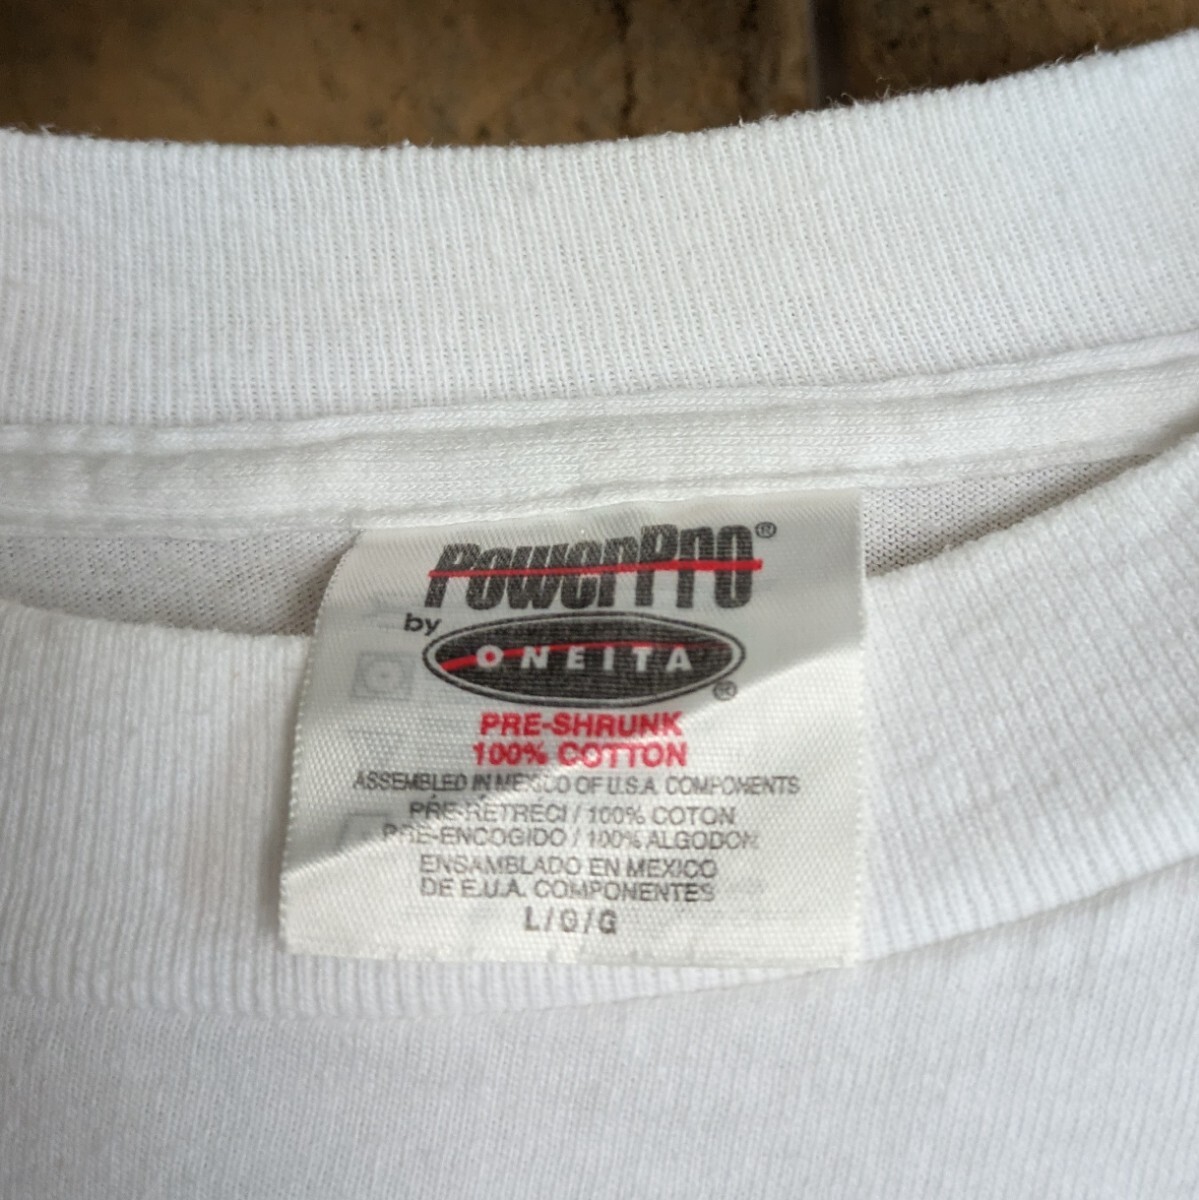 PowerPro®
by ONEITA®
PRE-SHRUNK
100% COTTON
ASSEMBLED IN MEXICO OF U.S.A. COMPONENTS
PRÉ-RÉTRÉCI / 100% COTON
PRE-ENCOGIDO / 100% ALGODON
ENSAMBLADO EN MEXICO
DE E.U.A. COMPONENTES
L/G/G